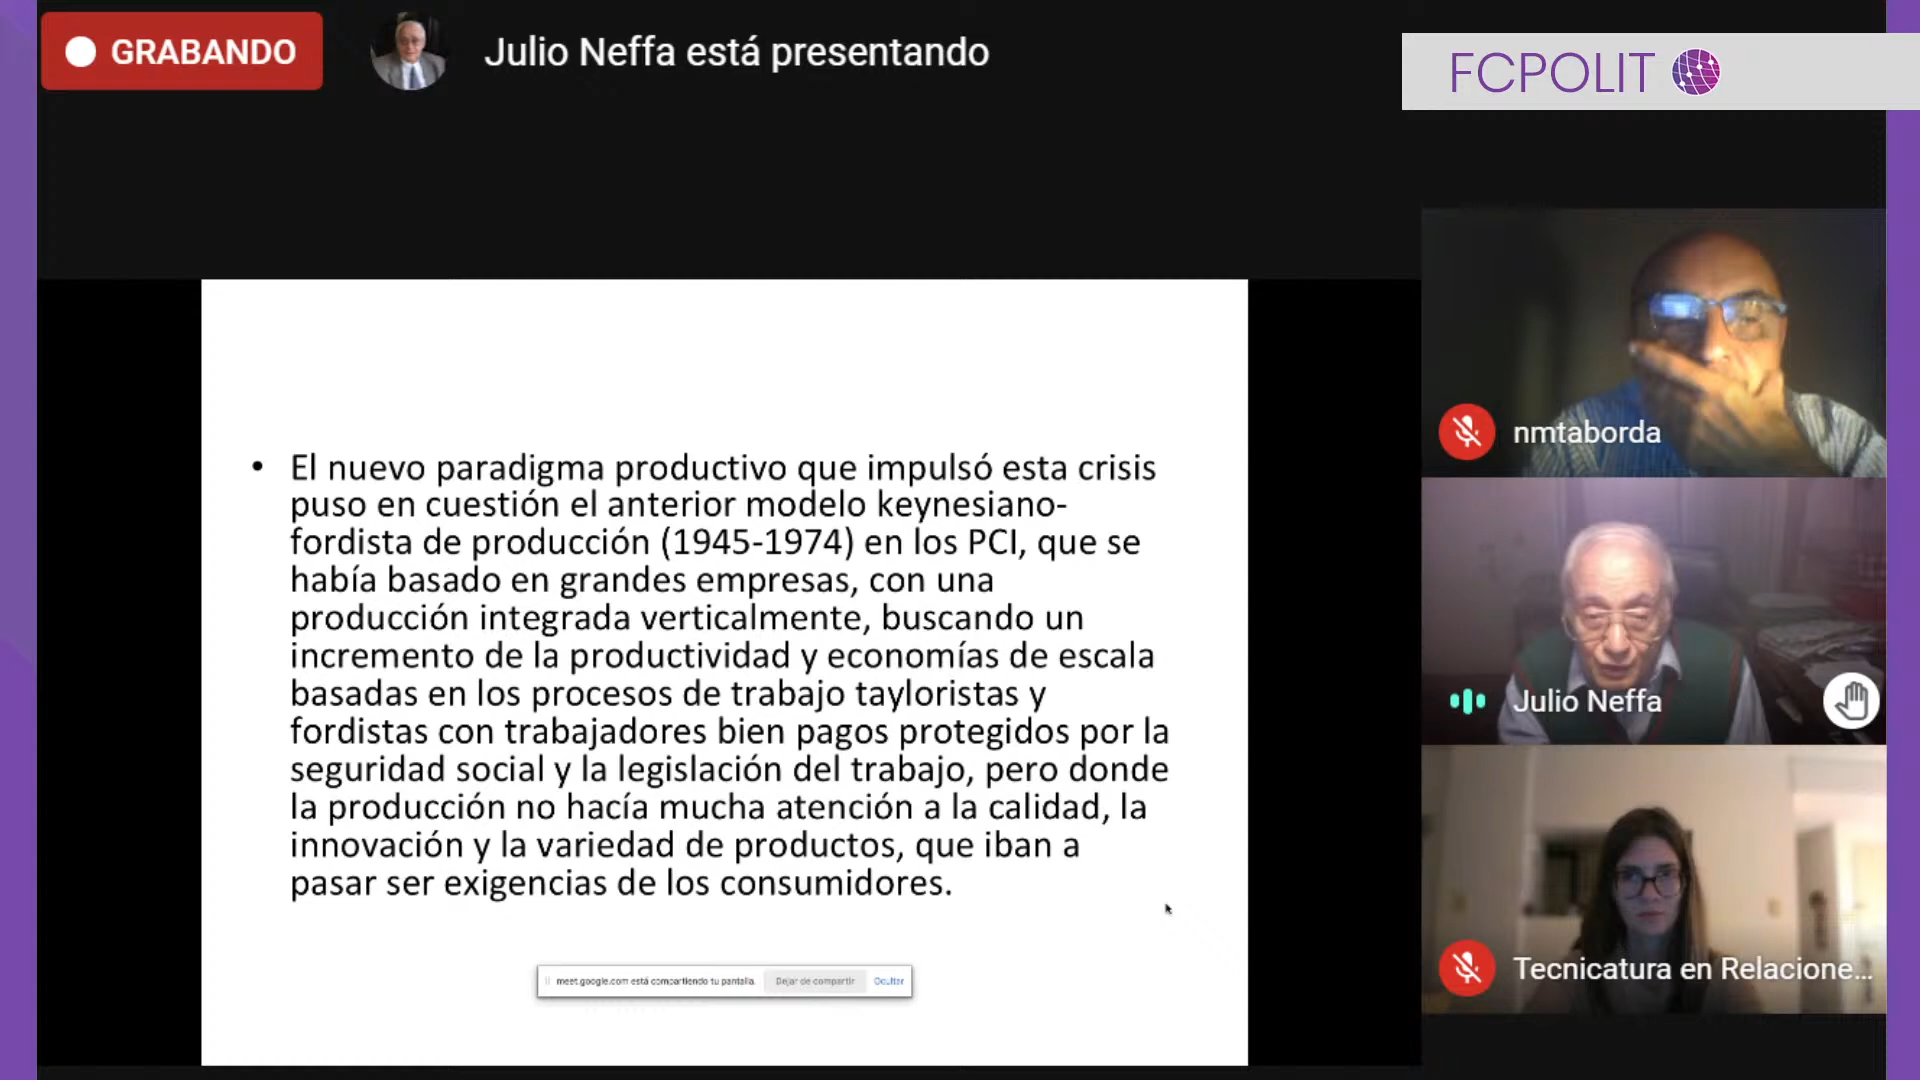 GRABANDO
Julio Neffa está presentando
FCPOLIT
• El nuevo paradigma productivo que impulsó esta crisis
puso en cuestión el anterior modelo keynesiano-
fordista de producción (1945-1974) en los PCI, que se
había basado en grandes empresas, con una
producción integrada verticalmente, buscando un
incremento de la productividad y economías de escala
basadas en los procesos de trabajo tayloristas y
fordistas con trabajadores bien pagos protegidos por la
seguridad social y la legislación del trabajo, pero donde
la producción no hacía mucha atención a la calidad, la
innovación y la variedad de productos, que iban a
pasar ser exigencias de los consumidores.
meet.google.com está compartiendo tu pantalla. Dejar de compartir Ocultar
nmtaborda
Julio Neffa
Tecnicatura en Relacione...